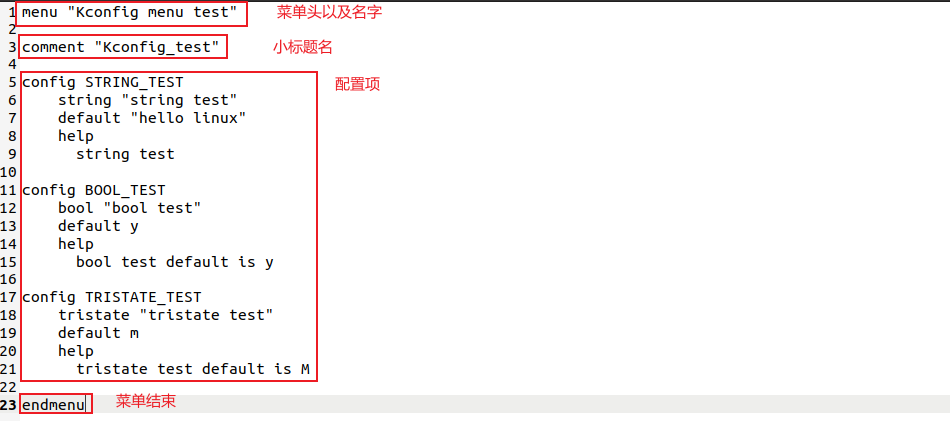 1 menu "Kconfig menu test" 菜单头以及名字
2
3 comment "Kconfig_test" 小标题名
4
5 config STRING_TEST 配置项
6 string "string test"
7 default "hello linux"
8 help
9 string test
10
11 config BOOL_TEST
12 bool "bool test"
13 default y
14 help
15 bool test default is y
16
17 config TRISTATE_TEST
18 tristate "tristate test"
19 default m
20 help
21 tristate test default is M
22
23 endmenu 菜单结束